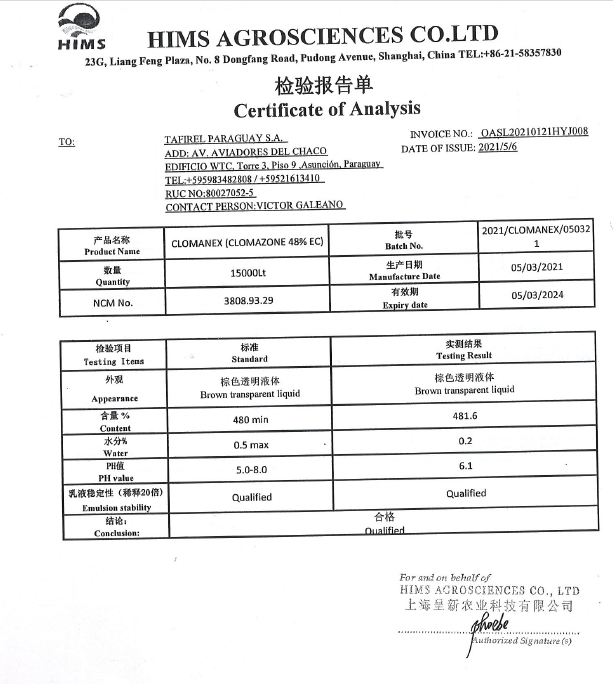 HIMS
HIMS AGROSCIENCES CO.LTD
23G, Liang Feng Plaza, No. 8 Dongfang Road, Pudong Avenue, Shanghai, China TEL:+86-21-58357830
检验报告单
Certificate of Analysis
TO:
TAFIREL PARAGUAY S.A.
ADD: AV. AVIADORES DEL CHACO
EDIFICIO WTC, Torre 3, Piso 9 ,Asunción, Paraguay
TEL:+595983482808 / +59521613410
RUC NO:80027052-5
CONTACT PERSON:VICTOR GALEANO
INVOICE NO.: OASL20210121HYJ008
DATE OF ISSUE: 2021/5/6
产品名称
Product Name
CLOMANEX (CLOMAZONE 48% EC)
批号
Batch No.
2021/CLOMANEX/05032
1
数量
Quantity
15000Lt
生产日期
Manufacture Date
05/03/2021
NCM No.
3808.93.29
有效期
Expiry date
05/03/2024
检验项目
Testing Items
标准
Standard
实测结果
Testing Result
外观
Appearance
棕色透明液体
Brown transparent liquid
棕色透明液体
Brown transparent liquid
含量 %
Content
480 min
481.6
水分%
Water
0.5 max
0.2
PH值
PH value
5.0-8.0
6.1
乳液稳定性（稀释20倍）
Emulsion stability
Qualified
Qualified
结论:
Conclusion:
合格
Qualified
For and on behalf of
HIMS AGROSCIENCES CO., LTD
上海呈新农业科技有限公司
phoebe
Authorized Signature(s)